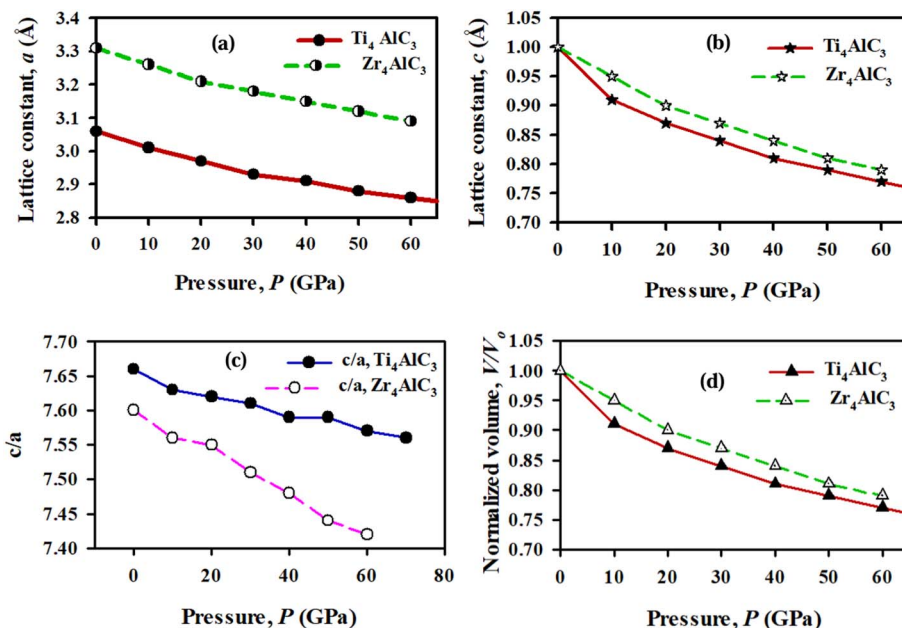 Lattice constant, a (Å)
3.4
3.3
3.2
3.1
3.0
2.9
2.8
(a)
Ti₄ AlC₃
Zr₄AlC₃
0 10 20 30 40 50 60
Pressure, P (GPa)
Lattice constant, c (Å)
1.05
1.00
0.95
0.90
0.85
0.80
0.75
0.70
(b)
Ti₄AlC₃
Zr₄AlC₃
0 10 20 30 40 50 60
Pressure, P (GPa)
c/a
7.70
7.65
7.60
7.55
7.50
7.45
7.40
(c)
c/a, Ti₄AlC₃
c/a, Zr₄AlC₃
0 20 40 60 80
Pressure, P (GPa)
Normalized volume, V/Vₒ
1.05
1.00
0.95
0.90
0.85
0.80
0.75
0.70
(d)
Ti₄AlC₃
Zr₄AlC₃
0 10 20 30 40 50 60
Pressure, P (GPa)